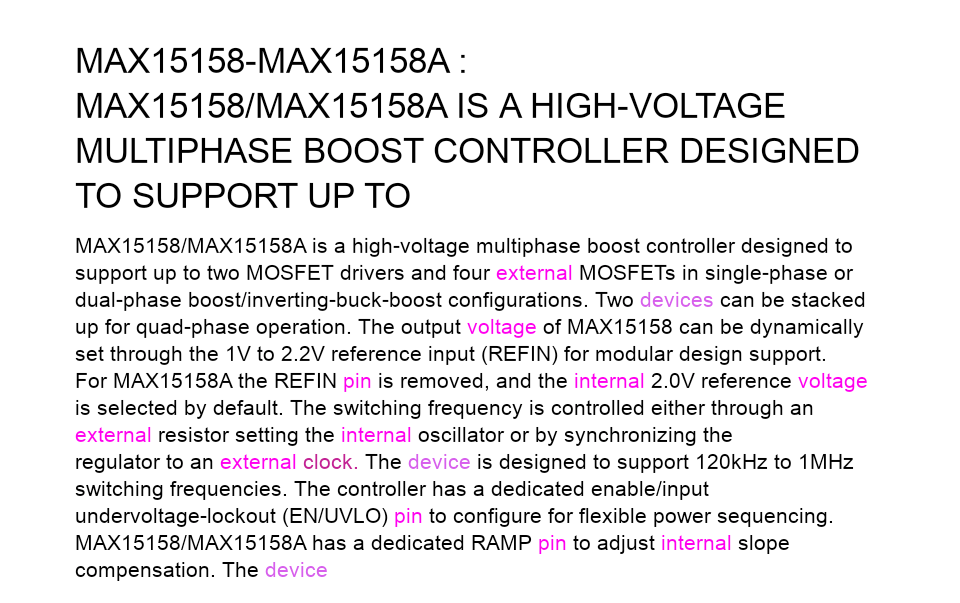 MAX15158-MAX15158A :
MAX15158/MAX15158A IS A HIGH-VOLTAGE
MULTIPHASE BOOST CONTROLLER DESIGNED
TO SUPPORT UP TO
MAX15158/MAX15158A is a high-voltage multiphase boost controller designed to
support up to two MOSFET drivers and four external MOSFETs in single-phase or
dual-phase boost/inverting-buck-boost configurations. Two devices can be stacked
up for quad-phase operation. The output voltage of MAX15158 can be dynamically
set through the 1V to 2.2V reference input (REFIN) for modular design support.
For MAX15158A the REFIN pin is removed, and the internal 2.0V reference voltage
is selected by default. The switching frequency is controlled either through an
external resistor setting the internal oscillator or by synchronizing the
regulator to an external clock. The device is designed to support 120kHz to 1MHz
switching frequencies. The controller has a dedicated enable/input
undervoltage-lockout (EN/UVLO) pin to configure for flexible power sequencing.
MAX15158/MAX15158A has a dedicated RAMP pin to adjust internal slope
compensation. The device